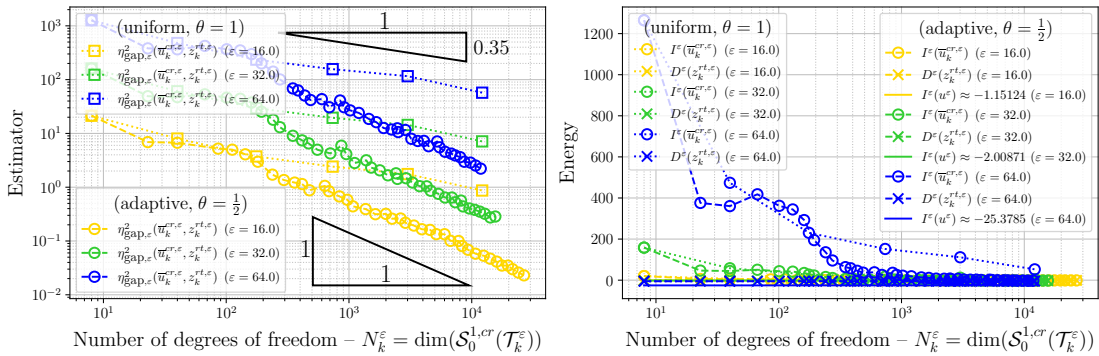 (uniform, θ = 1)
η²_gap,ε(ū_k^{cr,ε}, z_k^{rt,ε}) (ε = 16.0)
η²_gap,ε(ū_k^{cr,ε}, z_k^{rt,ε}) (ε = 32.0)
η²_gap,ε(ū_k^{cr,ε}, z_k^{rt,ε}) (ε = 64.0)
1
0.35
(adaptive, θ = 1/2)
η²_gap,ε(ū_k^{cr,ε}, z_k^{rt,ε}) (ε = 16.0)
η²_gap,ε(ū_k^{cr,ε}, z_k^{rt,ε}) (ε = 32.0)
η²_gap,ε(ū_k^{cr,ε}, z_k^{rt,ε}) (ε = 64.0)
1
1
Estimator
10³
10²
10¹
10⁰
10⁻¹
10⁻²
10¹ 10² 10³ 10⁴
Number of degrees of freedom – N_k^ε = dim(𝒮_0^{1,cr}(𝒯_k^ε))
(uniform, θ = 1)
I^ε(ū_k^{cr,ε}) (ε = 16.0)
D^ε(z_k^{rt,ε}) (ε = 16.0)
I^ε(ū_k^{cr,ε}) (ε = 32.0)
D^ε(z_k^{rt,ε}) (ε = 32.0)
I^ε(ū_k^{cr,ε}) (ε = 64.0)
D^ε(z_k^{rt,ε}) (ε = 64.0)
(adaptive, θ = 1/2)
I^ε(ū_k^{cr,ε}) (ε = 16.0)
D^ε(z_k^{rt,ε}) (ε = 16.0)
I^ε(u^ε) ≈ −1.15124 (ε = 16.0)
I^ε(ū_k^{cr,ε}) (ε = 32.0)
D^ε(z_k^{rt,ε}) (ε = 32.0)
I^ε(u^ε) ≈ −2.00871 (ε = 32.0)
I^ε(ū_k^{cr,ε}) (ε = 64.0)
D^ε(z_k^{rt,ε}) (ε = 64.0)
I^ε(u^ε) ≈ −25.3785 (ε = 64.0)
Energy
1200
1000
800
600
400
200
0
10¹ 10² 10³ 10⁴
Number of degrees of freedom – N_k^ε = dim(𝒮_0^{1,cr}(𝒯_k^ε))